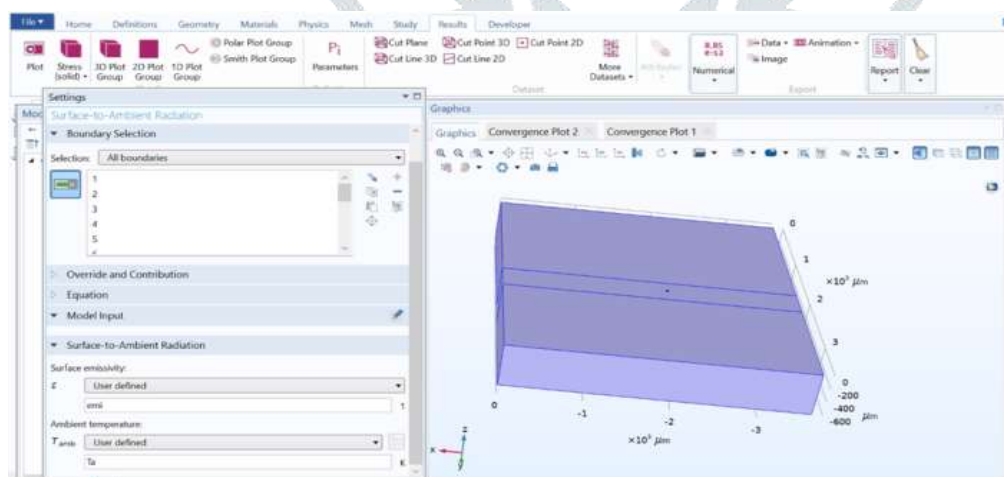 File
Home
Definitions
Geometry
Materials
Physics
Mesh
Study
Results
Developer
Plot
Stress (solid)
3D Plot Group
2D Plot Group
1D Plot Group
Polar Plot Group
Smith Plot Group
Pi
Parameters
Cut Plane
Cut Line 3D
Cut Point 3D
Cut Line 2D
Cut Point 2D
More Datasets
Dataset
Attributes
8.85
e-12
Numerical
Data
Image
Animation
Export
Report
Clear
Settings
Surface-to-Ambient Radiation
Boundary Selection
Selection: All boundaries
1
2
3
4
5
Override and Contribution
Equation
Model Input
Surface-to-Ambient Radiation
Surface emissivity:
ε User defined
emi 1
Ambient temperature:
Tamb User defined
Ta K
Graphics
Graphics
Convergence Plot 2
Convergence Plot 1
0
1
×10³ μm
2
3
0
-200
-400
-600
μm
0
-1
-2
-3
×10³ μm
z
x
y